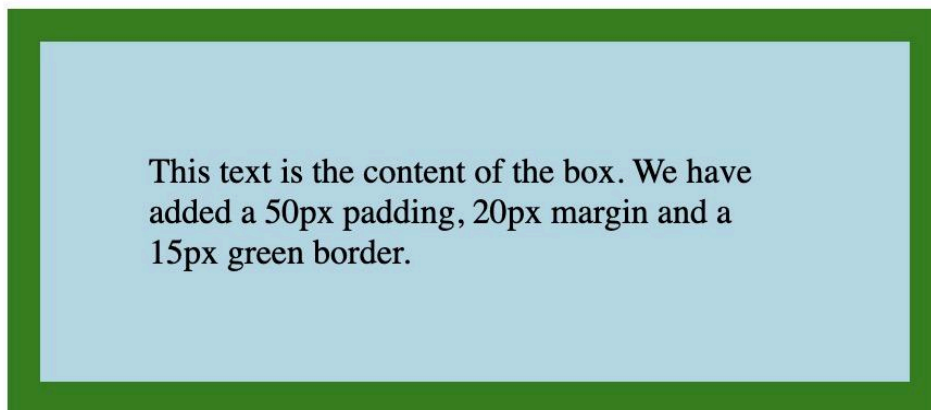 This text is the content of the box. We have
added a 50px padding, 20px margin and a
15px green border.